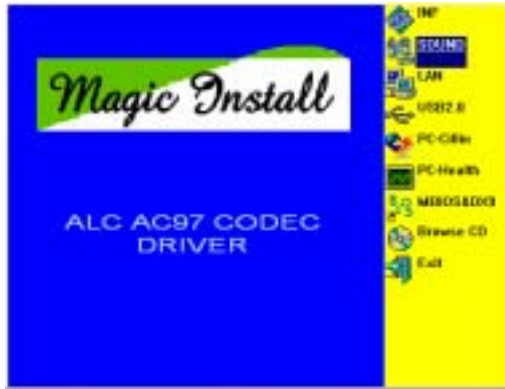 Magic Install
ALC AC97 CODEC
DRIVER
INF
SOUND
LAN
USB2.0
PC-Cillin
PC-Health
Browse CD
Exit